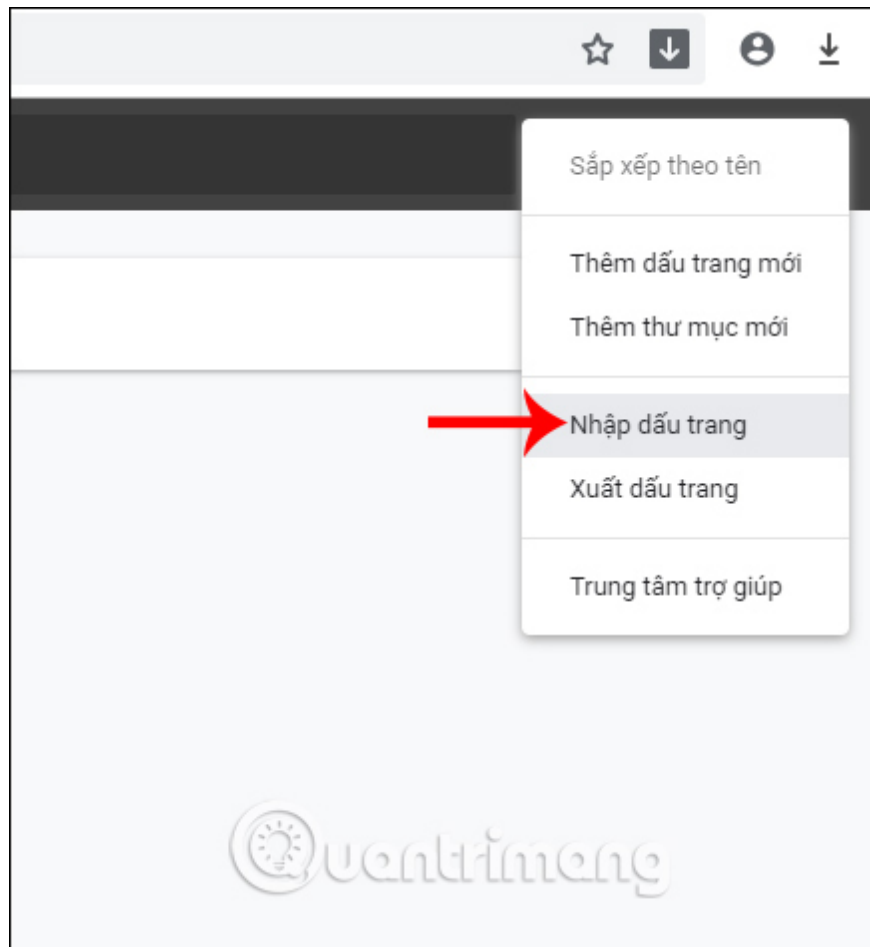 Sắp xếp theo tên
Thêm dấu trang mới
Thêm thư mục mới
Nhập dấu trang
Xuất dấu trang
Trung tâm trợ giúp
Quantrimang